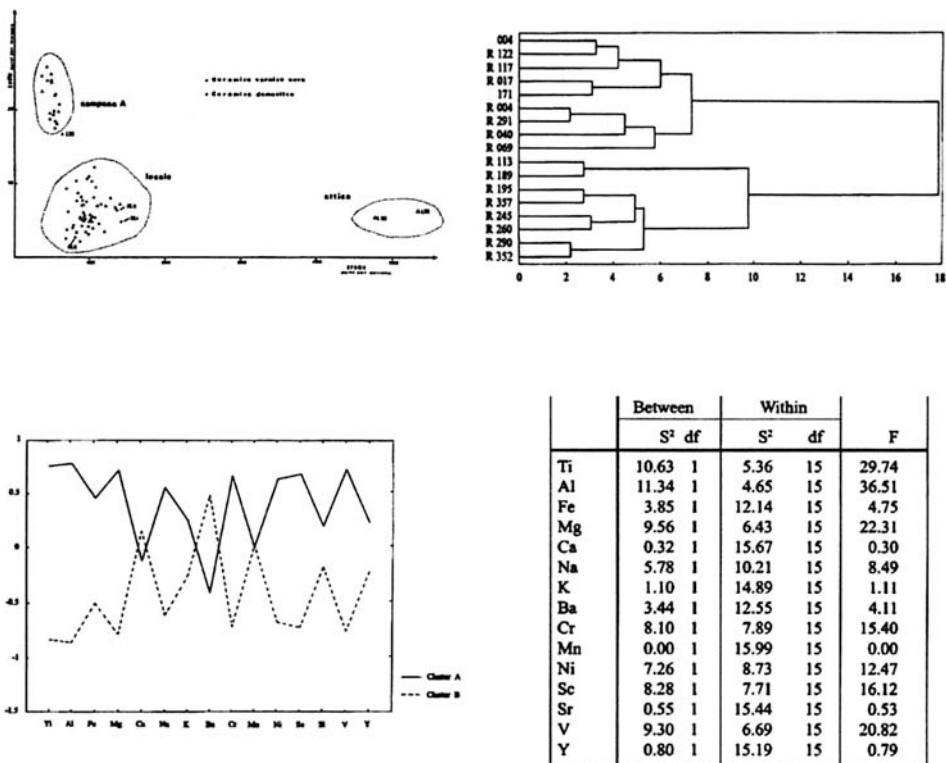 campana A
• Ceramica vernice nera
• Ceramica domestica
locale
attica
004
R 122
R 117
R 017
171
R 004
R 291
R 040
R 069
R 113
R 189
R 195
R 357
R 245
R 260
R 290
R 352
0 2 4 6 8 10 12 14 16 18
1
0.5
0
-0.5
-1
-1.5
Ti Al Fe Mg Ca Na K Ba Cr Mn Ni Sc Sr V Y
Cluster A
Cluster B
Between Within
S² df S² df F
Ti 10.63 1 5.36 15 29.74
Al 11.34 1 4.65 15 36.51
Fe 3.85 1 12.14 15 4.75
Mg 9.56 1 6.43 15 22.31
Ca 0.32 1 15.67 15 0.30
Na 5.78 1 10.21 15 8.49
K 1.10 1 14.89 15 1.11
Ba 3.44 1 12.55 15 4.11
Cr 8.10 1 7.89 15 15.40
Mn 0.00 1 15.99 15 0.00
Ni 7.26 1 8.73 15 12.47
Sc 8.28 1 7.71 15 16.12
Sr 0.55 1 15.44 15 0.53
V 9.30 1 6.69 15 20.82
Y 0.80 1 15.19 15 0.79